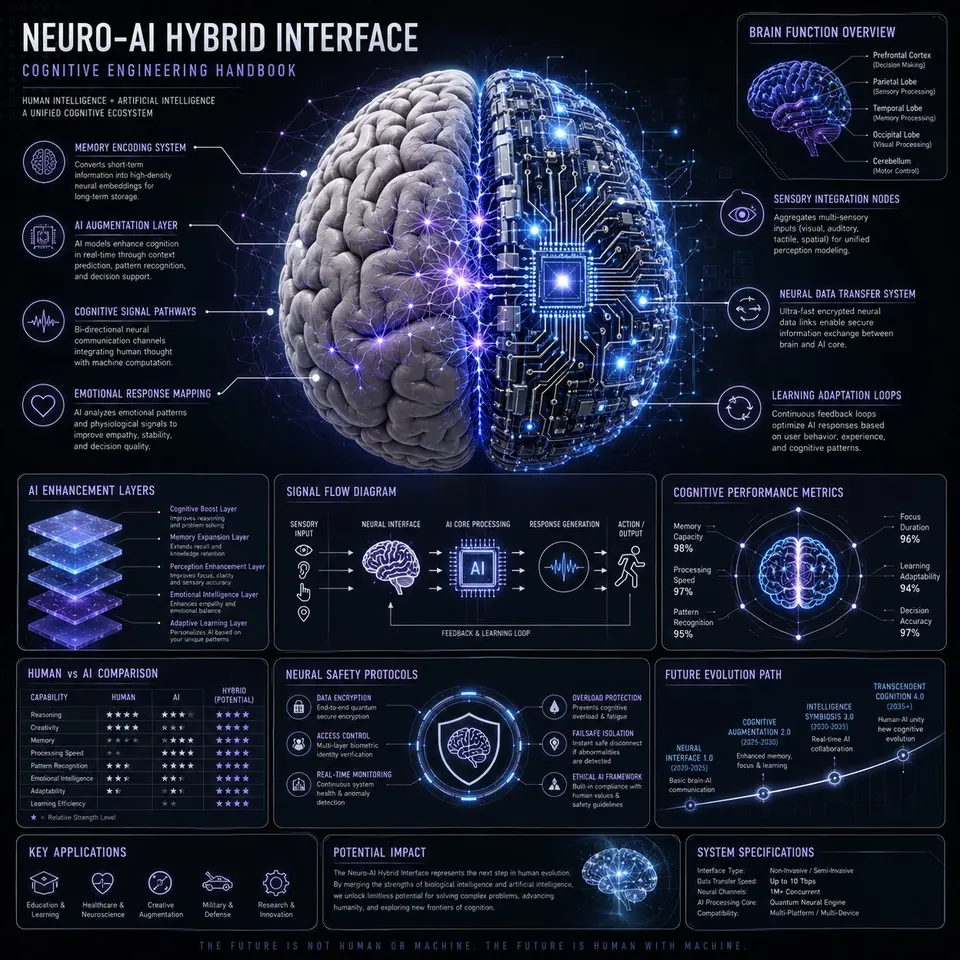 NEURO-AI HYBRID INTERFACE
COGNITIVE ENGINEERING HANDBOOK
HUMAN INTELLIGENCE + ARTIFICIAL INTELLIGENCE
A UNIFIED COGNITIVE ECOSYSTEM
MEMORY ENCODING SYSTEM
Converts short-term
information into high-density
neural embeddings for
long-term storage.
AI AUGMENTATION LAYER
AI models enhance cognition
in real-time through context
prediction, pattern recognition,
and decision support.
COGNITIVE SIGNAL PATHWAYS
Bi-directional neural
communication channels
integrating human thought
with machine computation.
EMOTIONAL RESPONSE MAPPING
AI analyzes emotional patterns
and physiological signals to
improve empathy, stability,
and decision quality.
BRAIN FUNCTION OVERVIEW
Prefrontal Cortex
(Decision Making)
Parietal Lobe
(Sensory Processing)
Temporal Lobe
(Memory Processing)
Occipital Lobe
(Visual Processing)
Cerebellum
(Motor Control)
SENSORY INTEGRATION NODES
Aggregates multi-sensory
inputs (visual, auditory,
tactile, spatial) for unified
perception modeling.
NEURAL DATA TRANSFER SYSTEM
Ultra-fast encrypted neural
data links enable secure
information exchange between
brain and AI core.
LEARNING ADAPTATION LOOPS
Continuous feedback loops
optimize AI responses based
on user behavior, experience,
and cognitive patterns.
AI ENHANCEMENT LAYERS
Cognitive Boost Layer
Improves reasoning
and problem solving
Memory Expansion Layer
Extends recall and
knowledge retention
Perception Enhancement Layer
Improves focus, clarity
and sensory accuracy
Emotional Intelligence Layer
Enhances empathy and
emotional balance
Adaptive Learning Layer
Personalizes AI based on
your unique patterns
SIGNAL FLOW DIAGRAM
SENSORY
INPUT
NEURAL INTERFACE
AI CORE PROCESSING
RESPONSE GENERATION
ACTION /
OUTPUT
AI
FEEDBACK & LEARNING LOOP
COGNITIVE PERFORMANCE METRICS
Memory
Capacity
98%
Processing
Speed
97%
Pattern
Recognition
95%
Focus
Duration
96%
Learning
Adaptability
94%
Decision
Accuracy
97%
HUMAN vs AI COMPARISON
CAPABILITY HUMAN AI HYBRID
(POTENTIAL)
Reasoning
Creativity
Memory
Processing Speed
Pattern Recognition
Emotional Intelligence
Adaptability
Learning Efficiency
★ = Relative Strength Level
NEURAL SAFETY PROTOCOLS
DATA ENCRYPTION
End-to-end quantum
secure encryption
ACCESS CONTROL
Multi-layer biometric
identity verification
REAL-TIME MONITORING
Continuous system
health & anomaly
detection
OVERLOAD PROTECTION
Prevents cognitive
overload & fatigue
FAILSAFE ISOLATION
Instant safe disconnect
if abnormalities
are detected
ETHICAL AI FRAMEWORK
Built-in compliance with
human values &
safety guidelines
FUTURE EVOLUTION PATH
NEURAL
INTERFACE 1.0
(2020-2025)
Basic brain-AI
communication
COGNITIVE
AUGMENTATION 2.0
(2025-2030)
Enhanced memory,
focus & learning
INTELLIGENCE
SYMBIOSIS 3.0
(2030-2035)
Real-time AI
collaboration
TRANSCENDENT
COGNITION 4.0
(2035+)
Human-AI unity
new cognitive
evolution
KEY APPLICATIONS
Education &
Learning
Healthcare &
Neuroscience
Creative
Augmentation
Military &
Defense
Research &
Innovation
POTENTIAL IMPACT
The Neuro-AI Hybrid Interface represents the next step in human evolution.
By merging the strengths of biological intelligence and artificial intelligence,
we unlock limitless potential for solving complex problems, advancing
humanity, and exploring new frontiers of cognition.
SYSTEM SPECIFICATIONS
Interface Type: Non-Invasive / Semi-Invasive
Data Transfer Speed: Up to 10 Tbps
Neural Channels: 1M+ Concurrent
AI Processing Core: Quantum Neural Engine
Compatibility: Multi-Platform / Multi-Device
THE FUTURE IS NOT HUMAN OR MACHINE. THE FUTURE IS HUMAN WITH MACHINE.